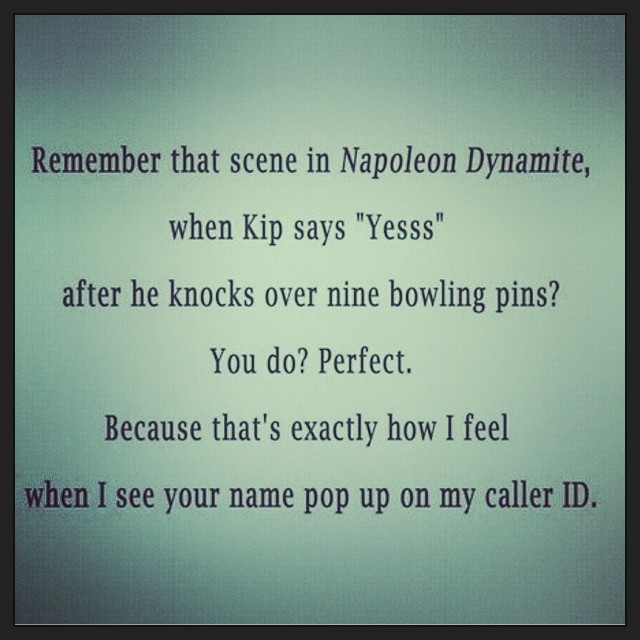 Remember that scene in Napoleon Dynamite,
when Kip says "Yesss"
after he knocks over nine bowling pins?
You do? Perfect.
Because that's exactly how I feel
when I see your name pop up on my caller ID.